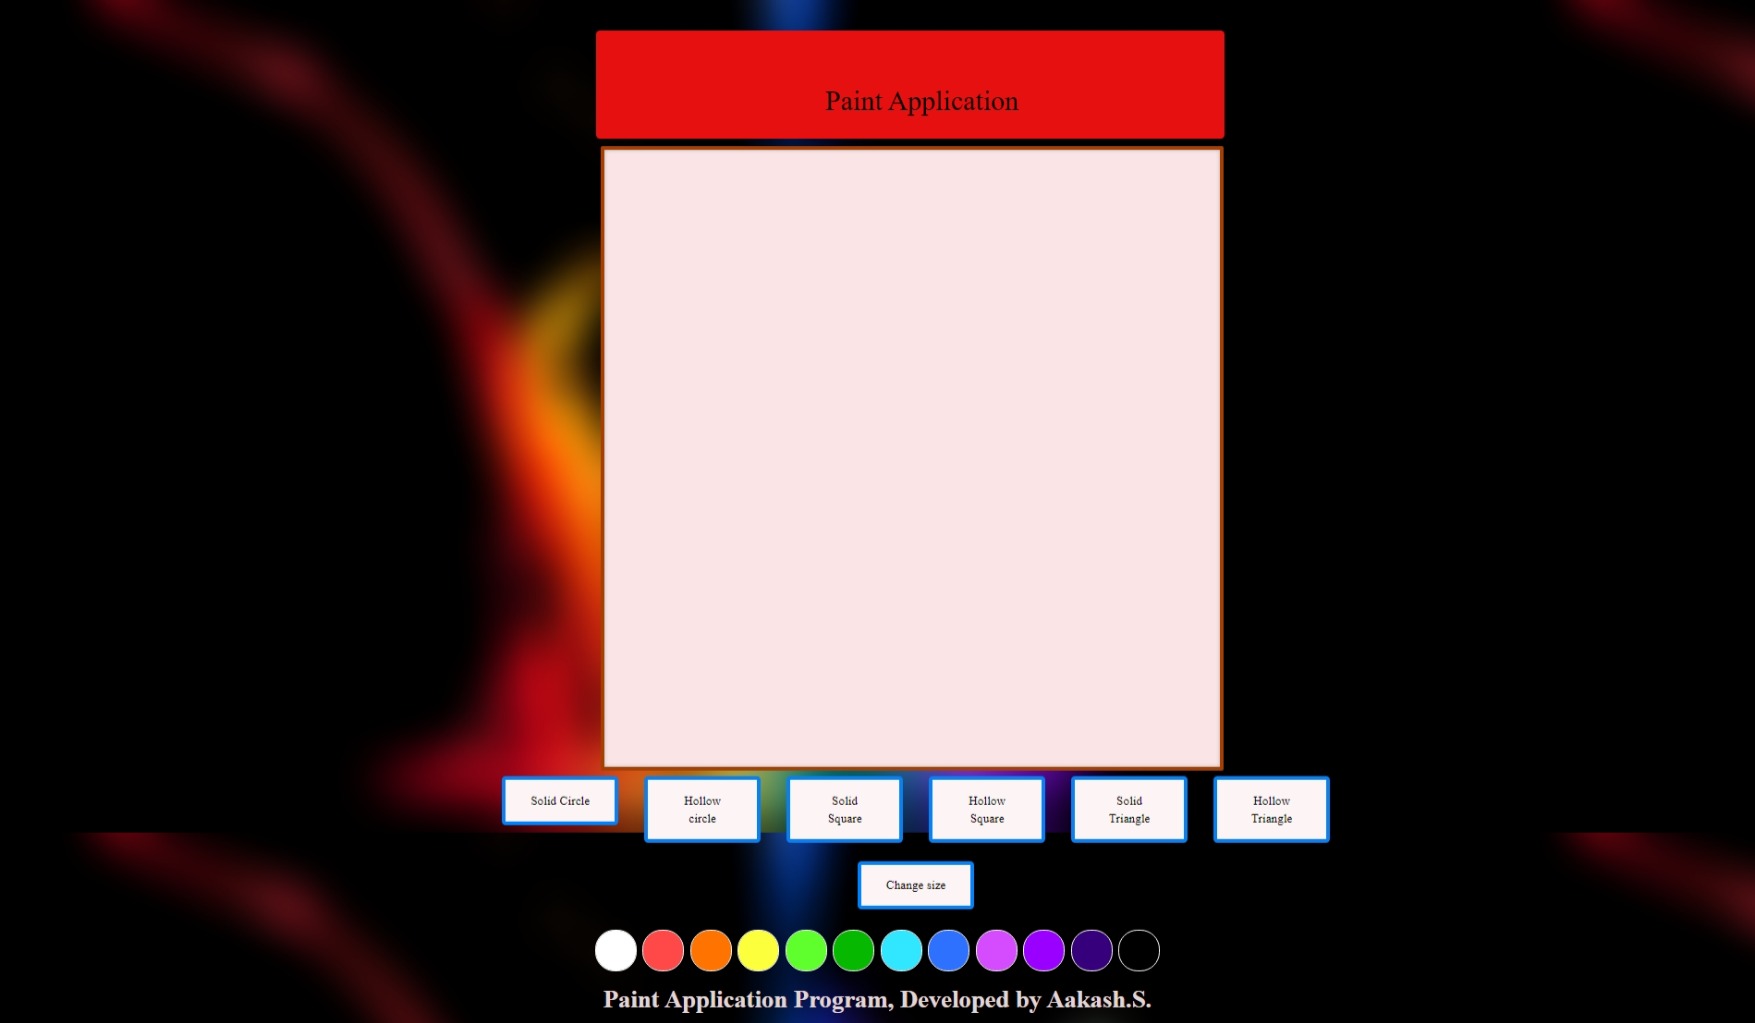 Paint Application
Solid Circle
Hollow
circle
Solid
Square
Hollow
Square
Solid
Triangle
Hollow
Triangle
Change size
Paint Application Program, Developed by Aakash.S.